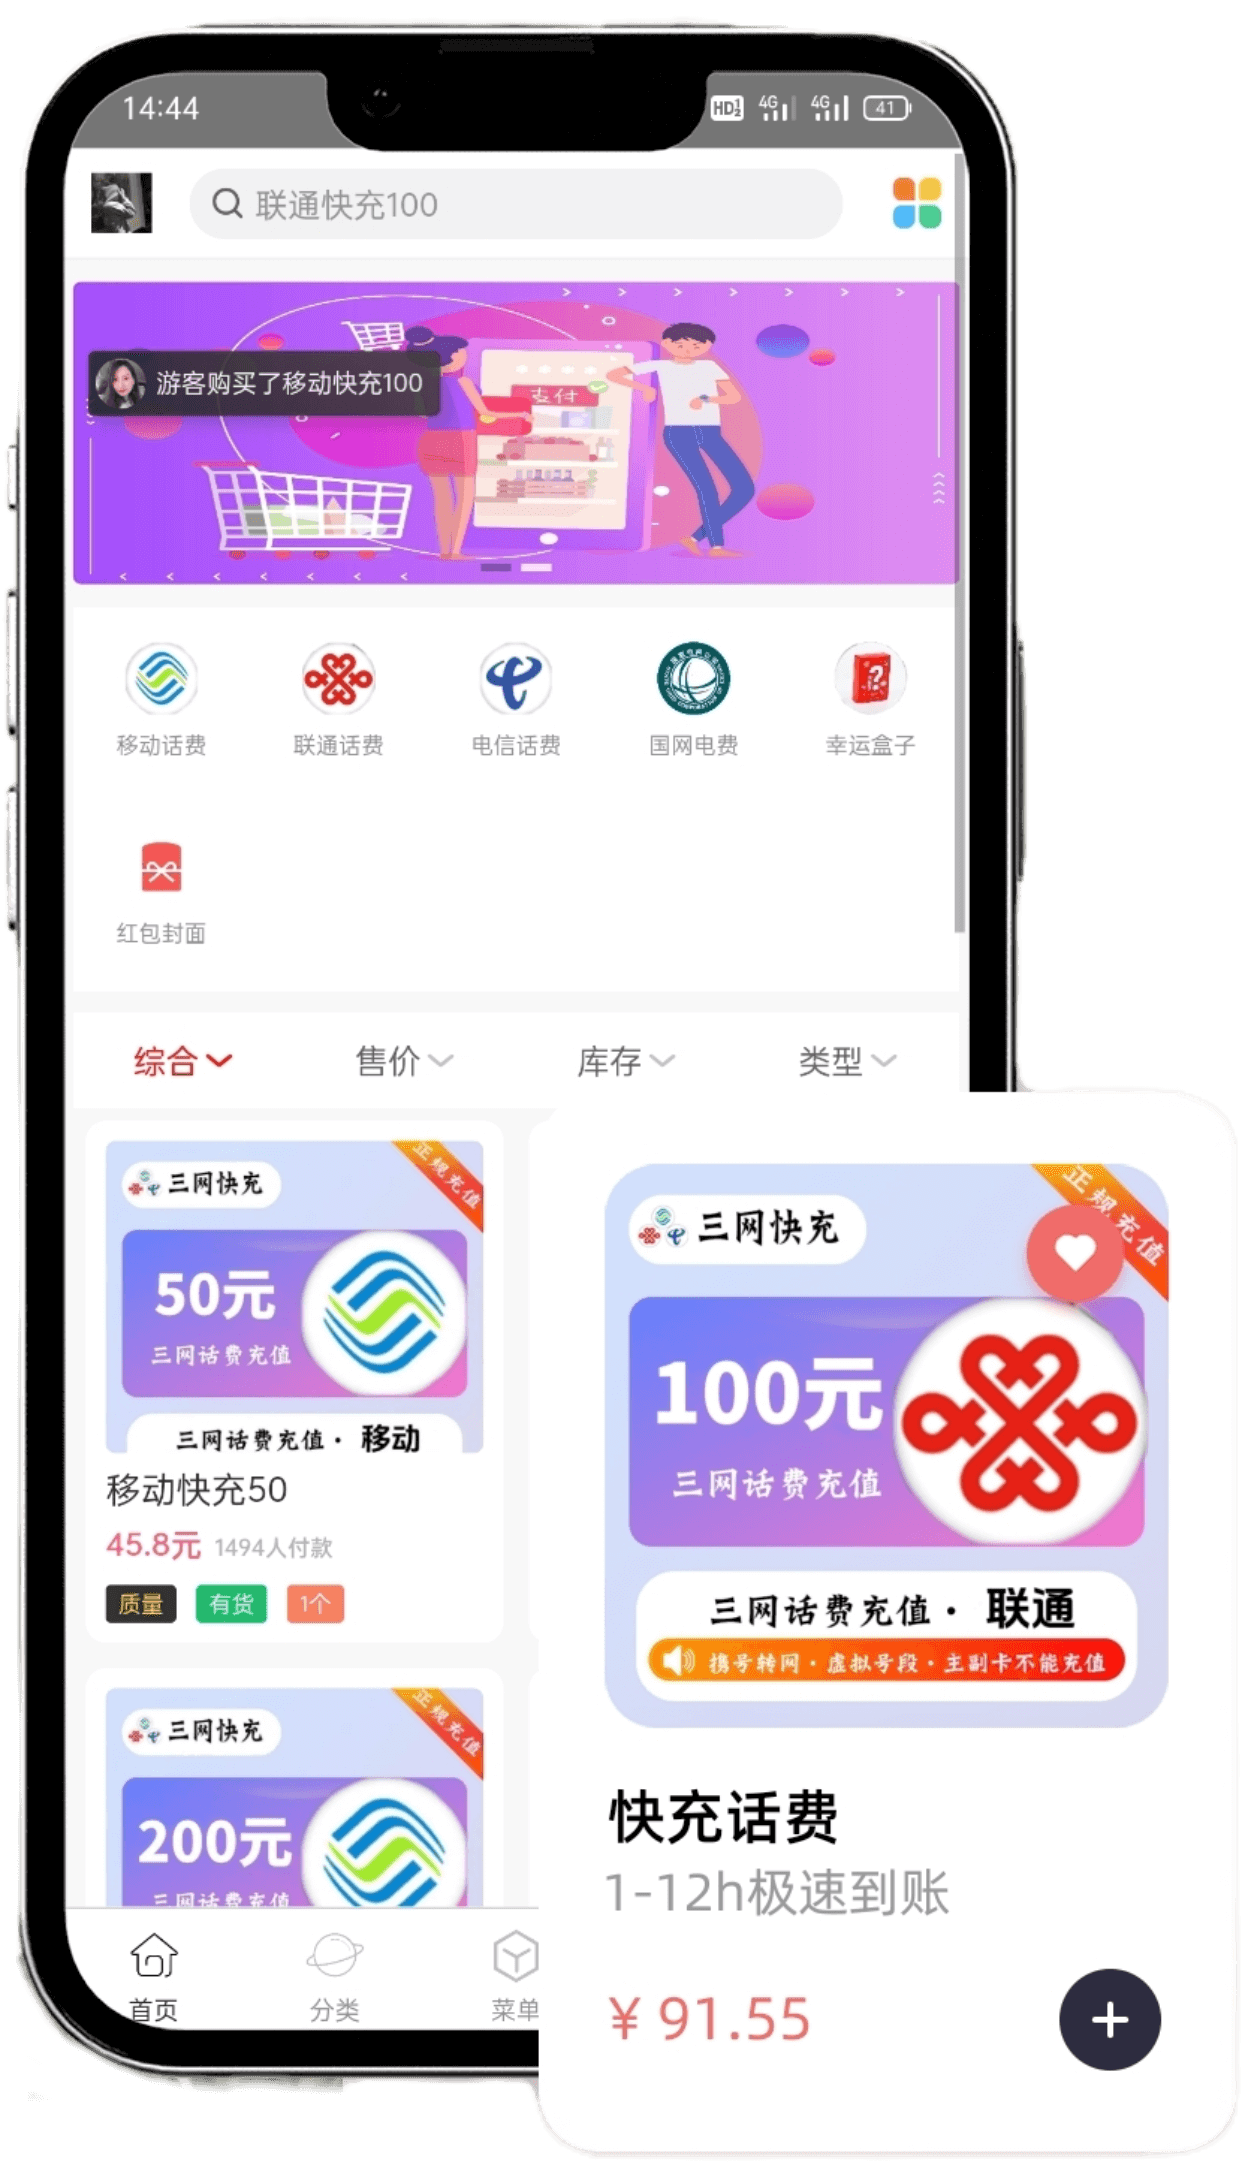 14:44
HD 1 2
4G
4G
41
联通快充100
游客购买了移动快充100
支付
移动话费
联通话费
电信话费
国网电费
幸运盒子
红包封面
综合
售价
库存
类型
三网快充
正规充值
50元
三网话费充值
三网话费充值· 移动
移动快充50
45.8元 1494人付款
质量
有货
1个
三网快充
正规充值
200元
三网话费充值
首页
分类
菜单
三网快充
正规充值
100元
三网话费充值
三网话费充值· 联通
携号转网·虚拟号段·主副卡不能充值
快充话费
1-12h极速到账
¥ 91.55